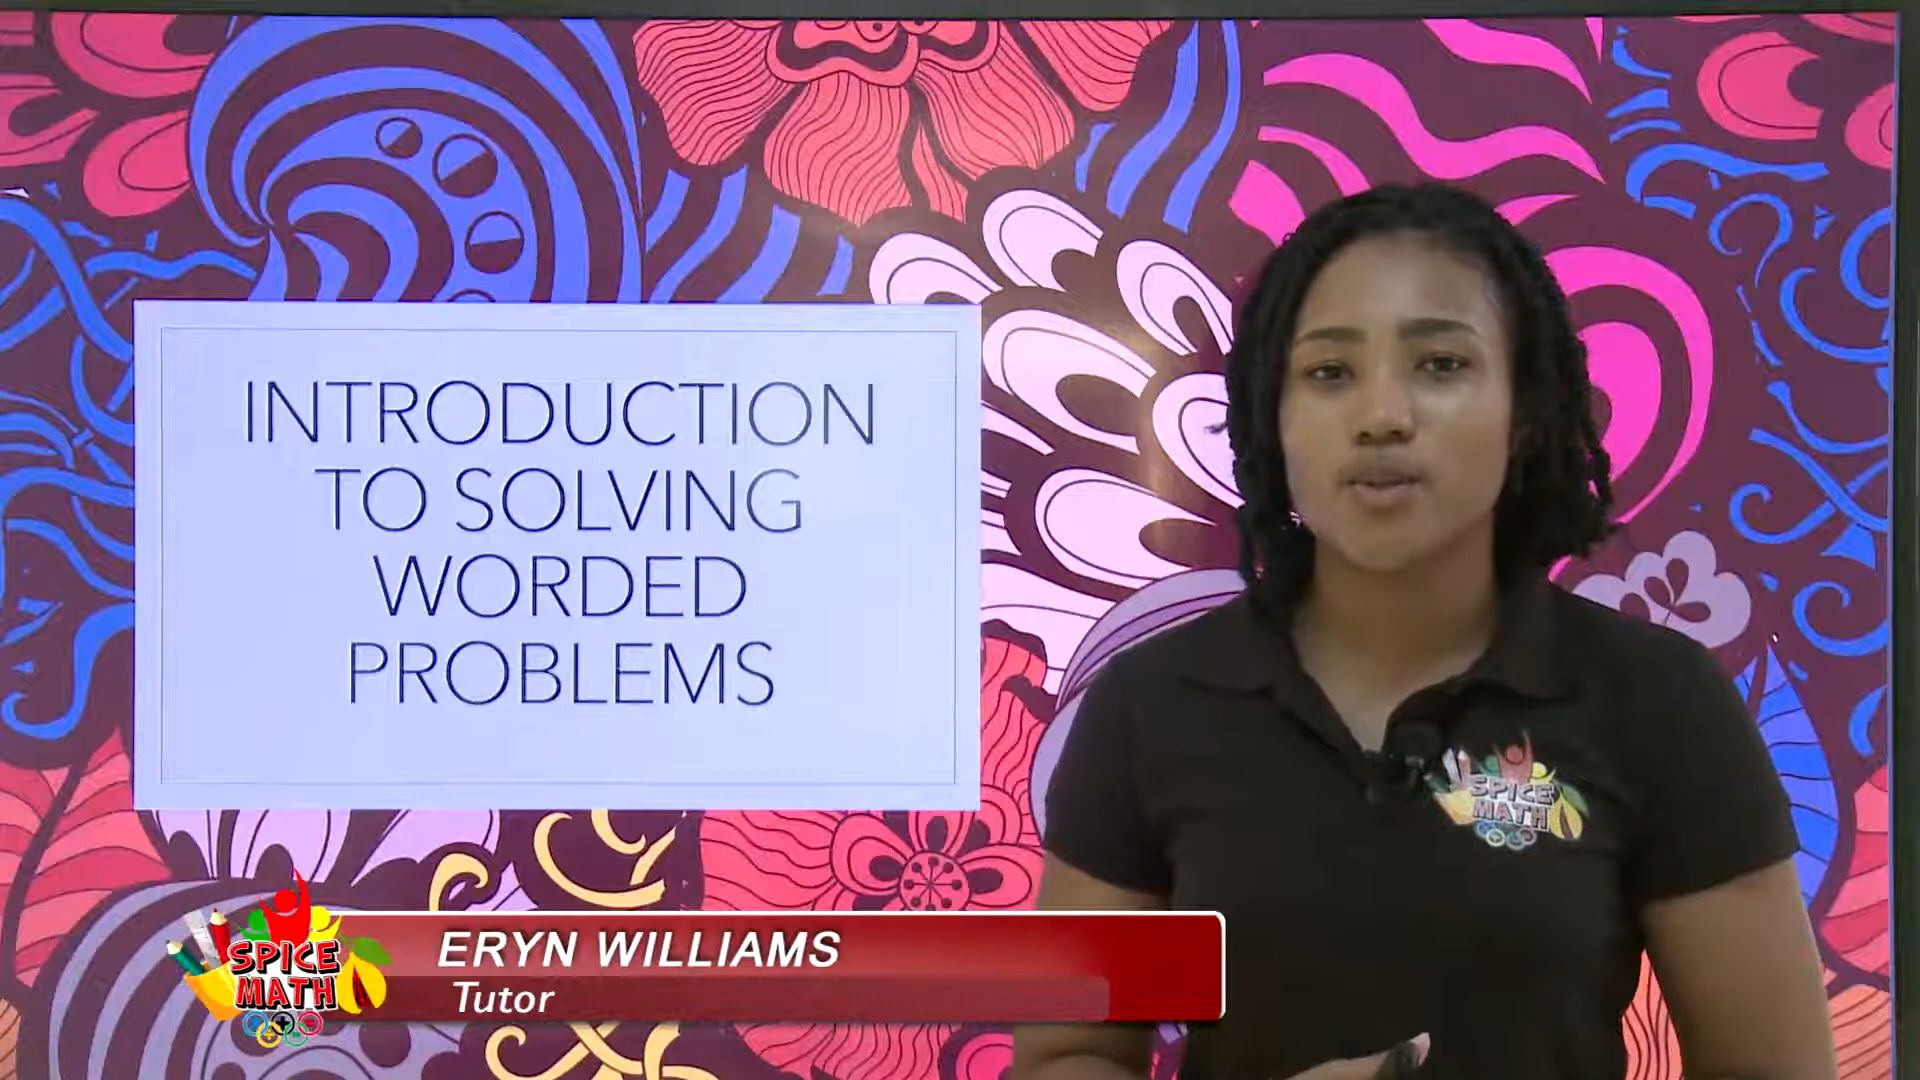 INTRODUCTION
TO SOLVING
WORDED
PROBLEMS
SPICE
MATH
SPICE
MATH
ERYN WILLIAMS
Tutor